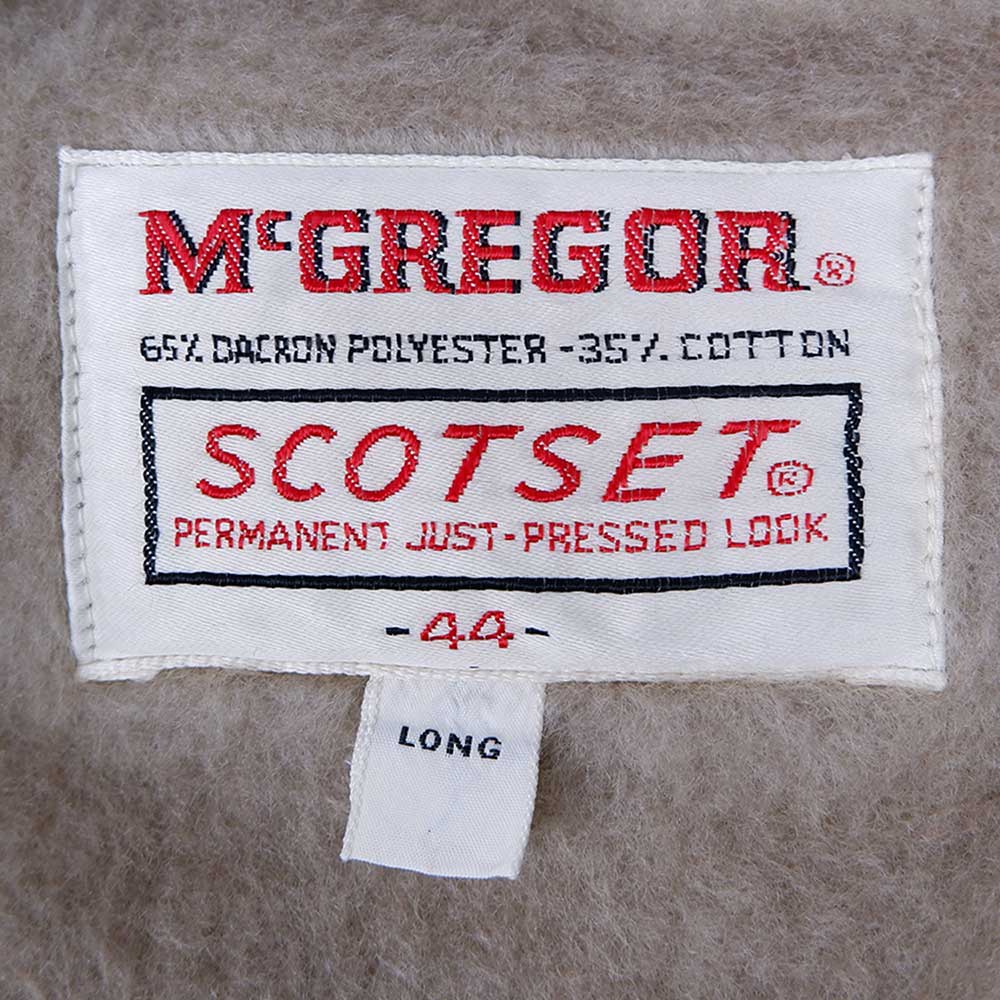 McGREGOR®
65% DACRON POLYESTER - 35% COTTON
SCOTSET®
PERMANENT JUST-PRESSED LOOK
- 44 -
LONG